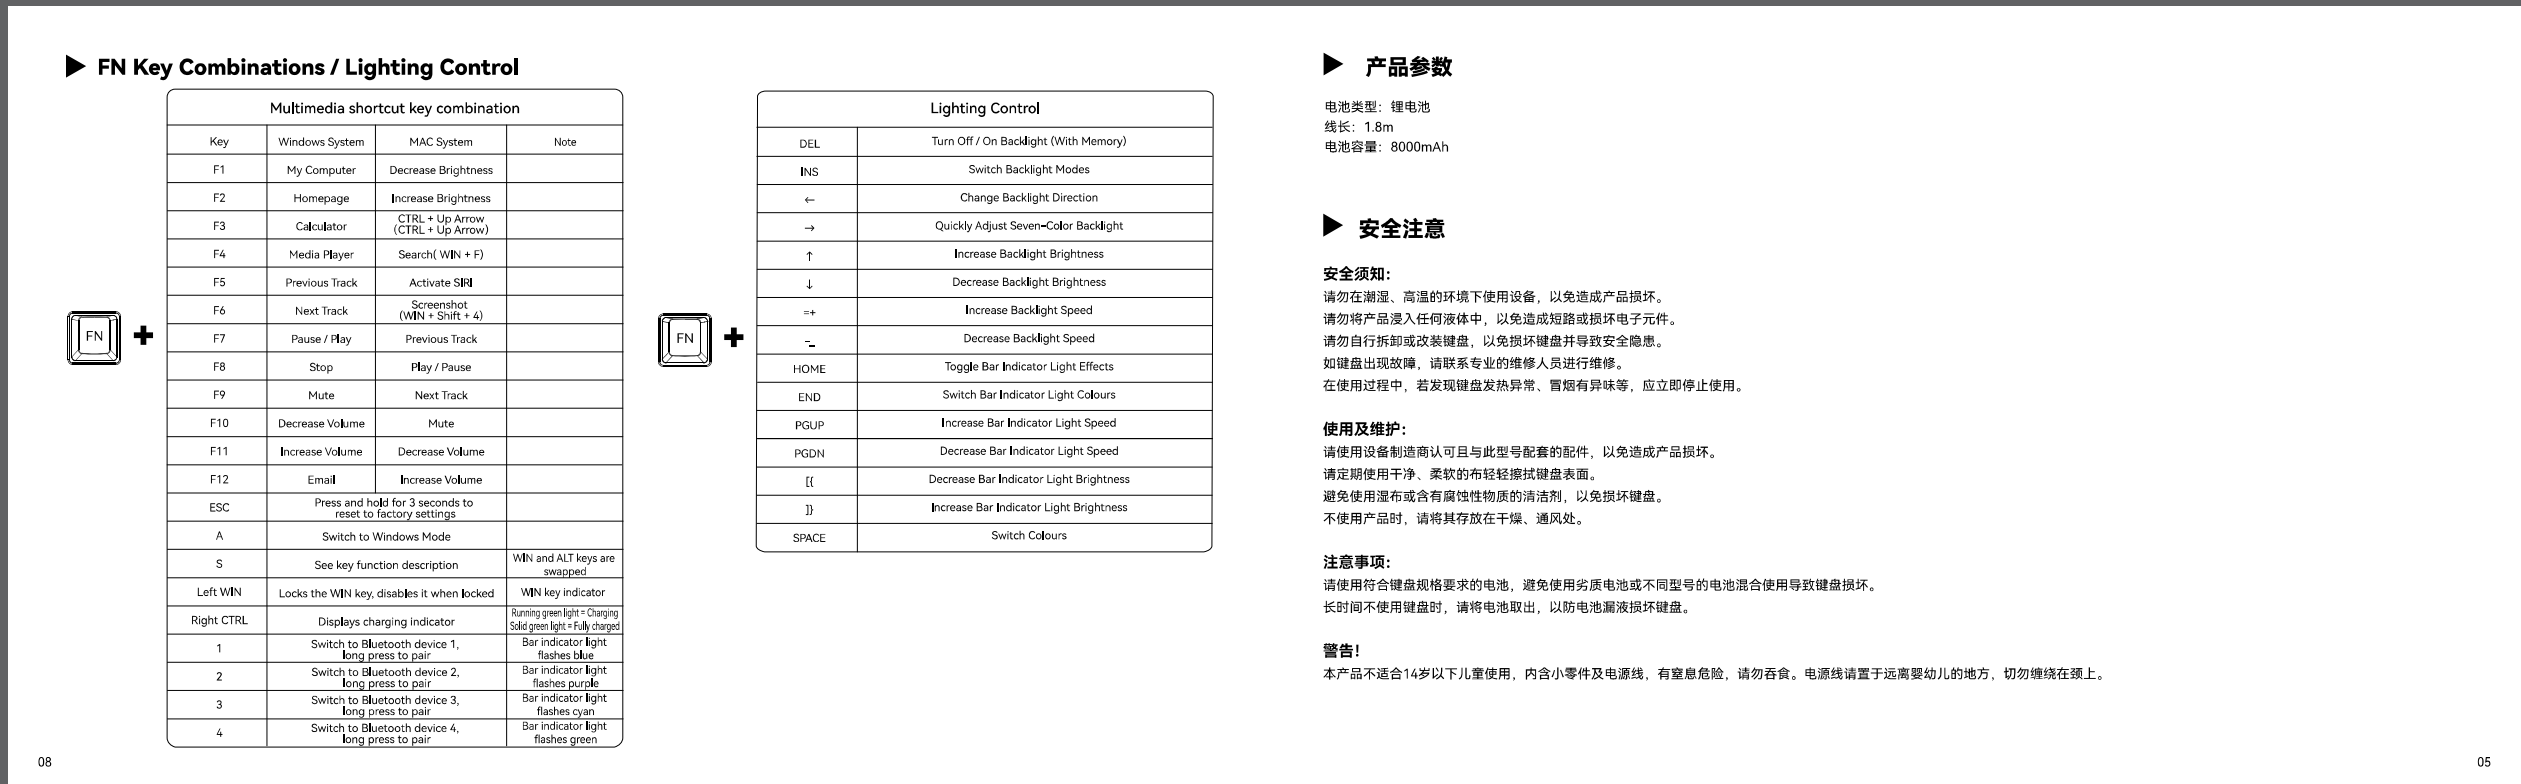 FN Key Combinations / Lighting Control
Multimedia shortcut key combination
Key Windows System MAC System Note
F1 My Computer Decrease Brightness
F2 Homepage Increase Brightness
F3 Calculator CTRL + Up Arrow
(CTRL + Up Arrow)
F4 Media Player Search( WIN + F)
F5 Previous Track Activate SIRI
F6 Next Track Screenshot
(WIN + Shift + 4)
F7 Pause / Play Previous Track
F8 Stop Play / Pause
F9 Mute Next Track
F10 Decrease Volume Mute
F11 Increase Volume Decrease Volume
F12 Email Increase Volume
ESC Press and hold for 3 seconds to
reset to factory settings
A Switch to Windows Mode
S See key function description WIN and ALT keys are
swapped
Left WIN Locks the WIN key, disables it when locked WIN key indicator
Right CTRL Displays charging indicator Running green light = Charging
Solid green light = Fully charged
1 Switch to Bluetooth device 1,
long press to pair
Bar indicator light
flashes blue
2 Switch to Bluetooth device 2,
long press to pair
Bar indicator light
flashes purple
3 Switch to Bluetooth device 3,
long press to pair
Bar indicator light
flashes cyan
4 Switch to Bluetooth device 4,
long press to pair
Bar indicator light
flashes green
FN +
Lighting Control
DEL Turn Off / On Backlight (With Memory)
INS Switch Backlight Modes
← Change Backlight Direction
→ Quickly Adjust Seven-Color Backlight
↑ Increase Backlight Brightness
↓ Decrease Backlight Brightness
=+ Increase Backlight Speed
-_ Decrease Backlight Speed
HOME Toggle Bar Indicator Light Effects
END Switch Bar Indicator Light Colours
PGUP Increase Bar Indicator Light Speed
PGDN Decrease Bar Indicator Light Speed
[{ Decrease Bar Indicator Light Brightness
]} Increase Bar Indicator Light Brightness
SPACE Switch Colours
FN +
08
产品参数
电池类型：锂电池
线长：1.8m
电池容量：8000mAh
安全注意
安全须知：
请勿在潮湿、高温的环境下使用设备，以免造成产品损坏。
请勿将产品浸入任何液体中，以免造成短路或损坏电子元件。
请勿自行拆卸或改装键盘，以免损坏键盘并导致安全隐患。
如键盘出现故障，请联系专业的维修人员进行维修。
在使用过程中，若发现键盘发热异常、冒烟有异味等，应立即停止使用。
使用及维护：
请使用设备制造商认可且与此型号配套的配件，以免造成产品损坏。
请定期使用干净、柔软的布轻轻擦拭键盘表面。
避免使用湿布或含有腐蚀性物质的清洁剂，以免损坏键盘。
不使用产品时，请将其存放在干燥、通风处。
注意事项：
请使用符合键盘规格要求的电池，避免使用劣质电池或不同型号的电池混合使用导致键盘损坏。
长时间不使用键盘时，请将电池取出，以防电池漏液损坏键盘。
警告！
本产品不适合14岁以下儿童使用，内含小零件及电源线，有窒息危险，请勿吞食。电源线请置于远离婴幼儿的地方，切勿缠绕在颈上。
05